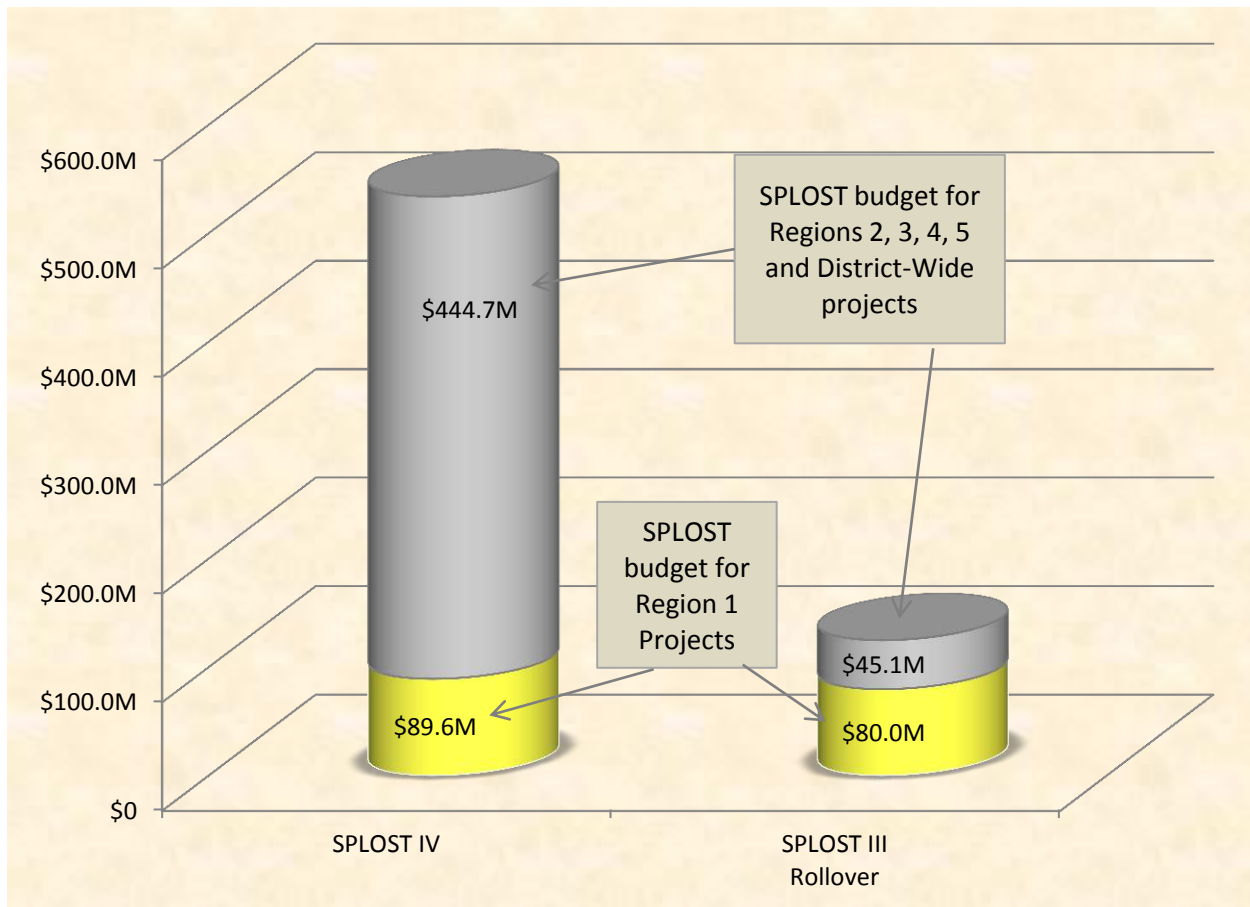 $600.0M
$500.0M
$400.0M
$300.0M
$200.0M
$100.0M
$0
$444.7M
$89.6M
SPLOST budget for
Regions 2, 3, 4, 5
and District-Wide
projects
SPLOST
budget for
Region 1
Projects
$45.1M
$80.0M
SPLOST IV
SPLOST III
Rollover